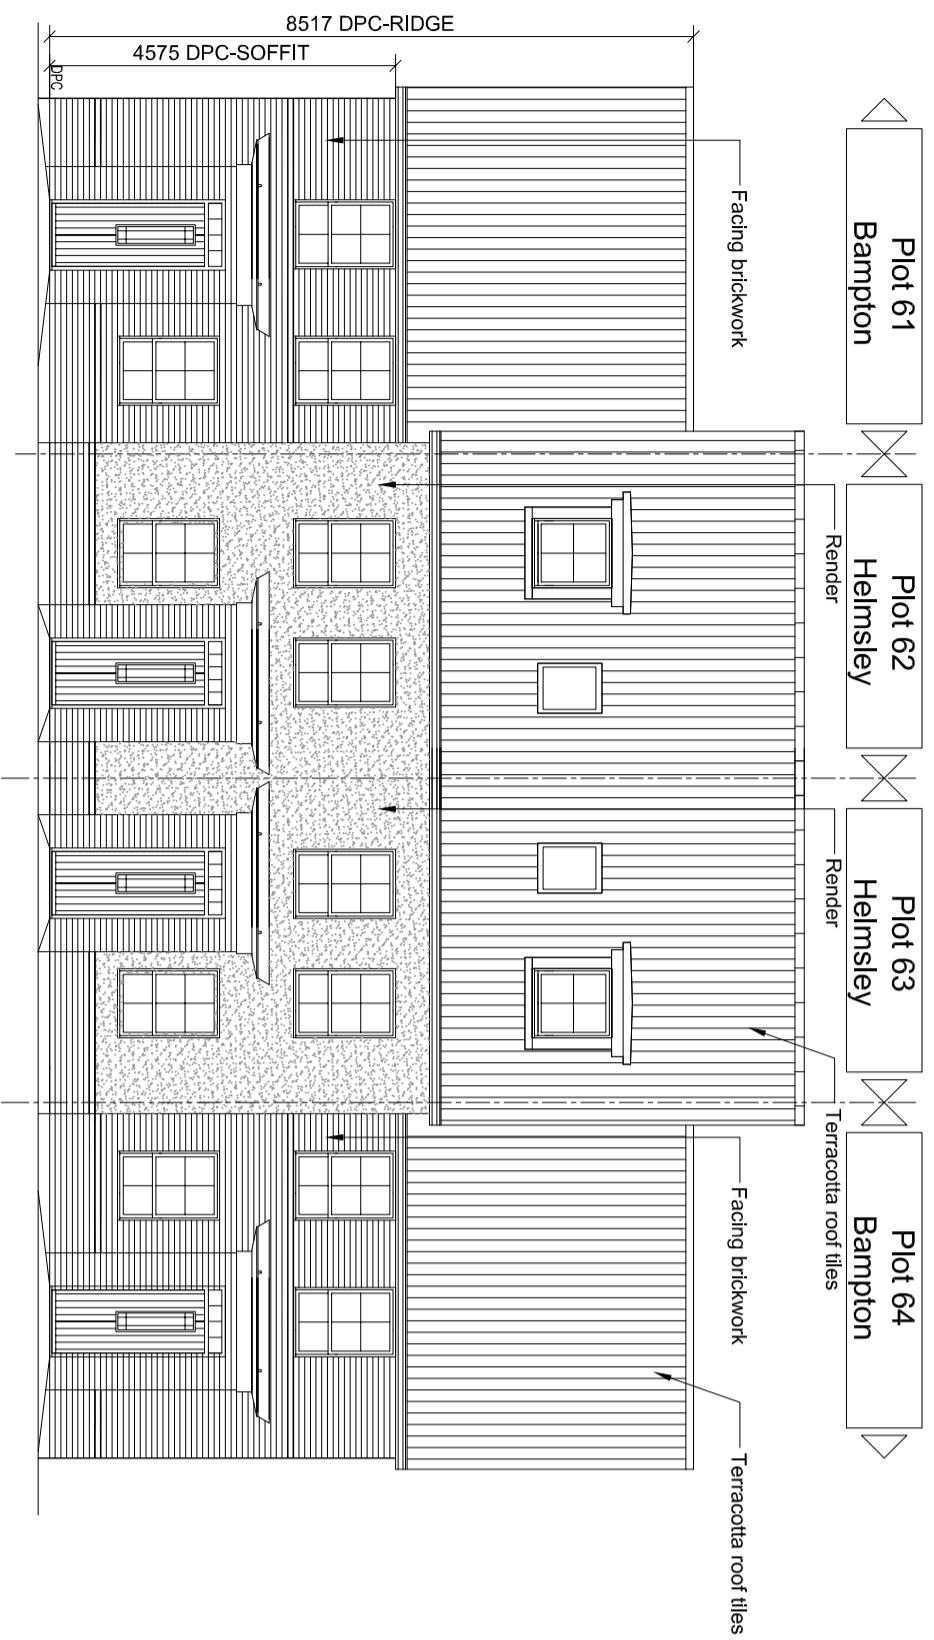 Plot 61
Bampton
Plot 62
Helmsley
Plot 63
Helmsley
Plot 64
Bampton
Facing brickwork
Render
Render
Terracotta roof tiles
Facing brickwork
Terracotta roof tiles
8517 DPC-RIDGE
4575 DPC-SOFFIT
DPC